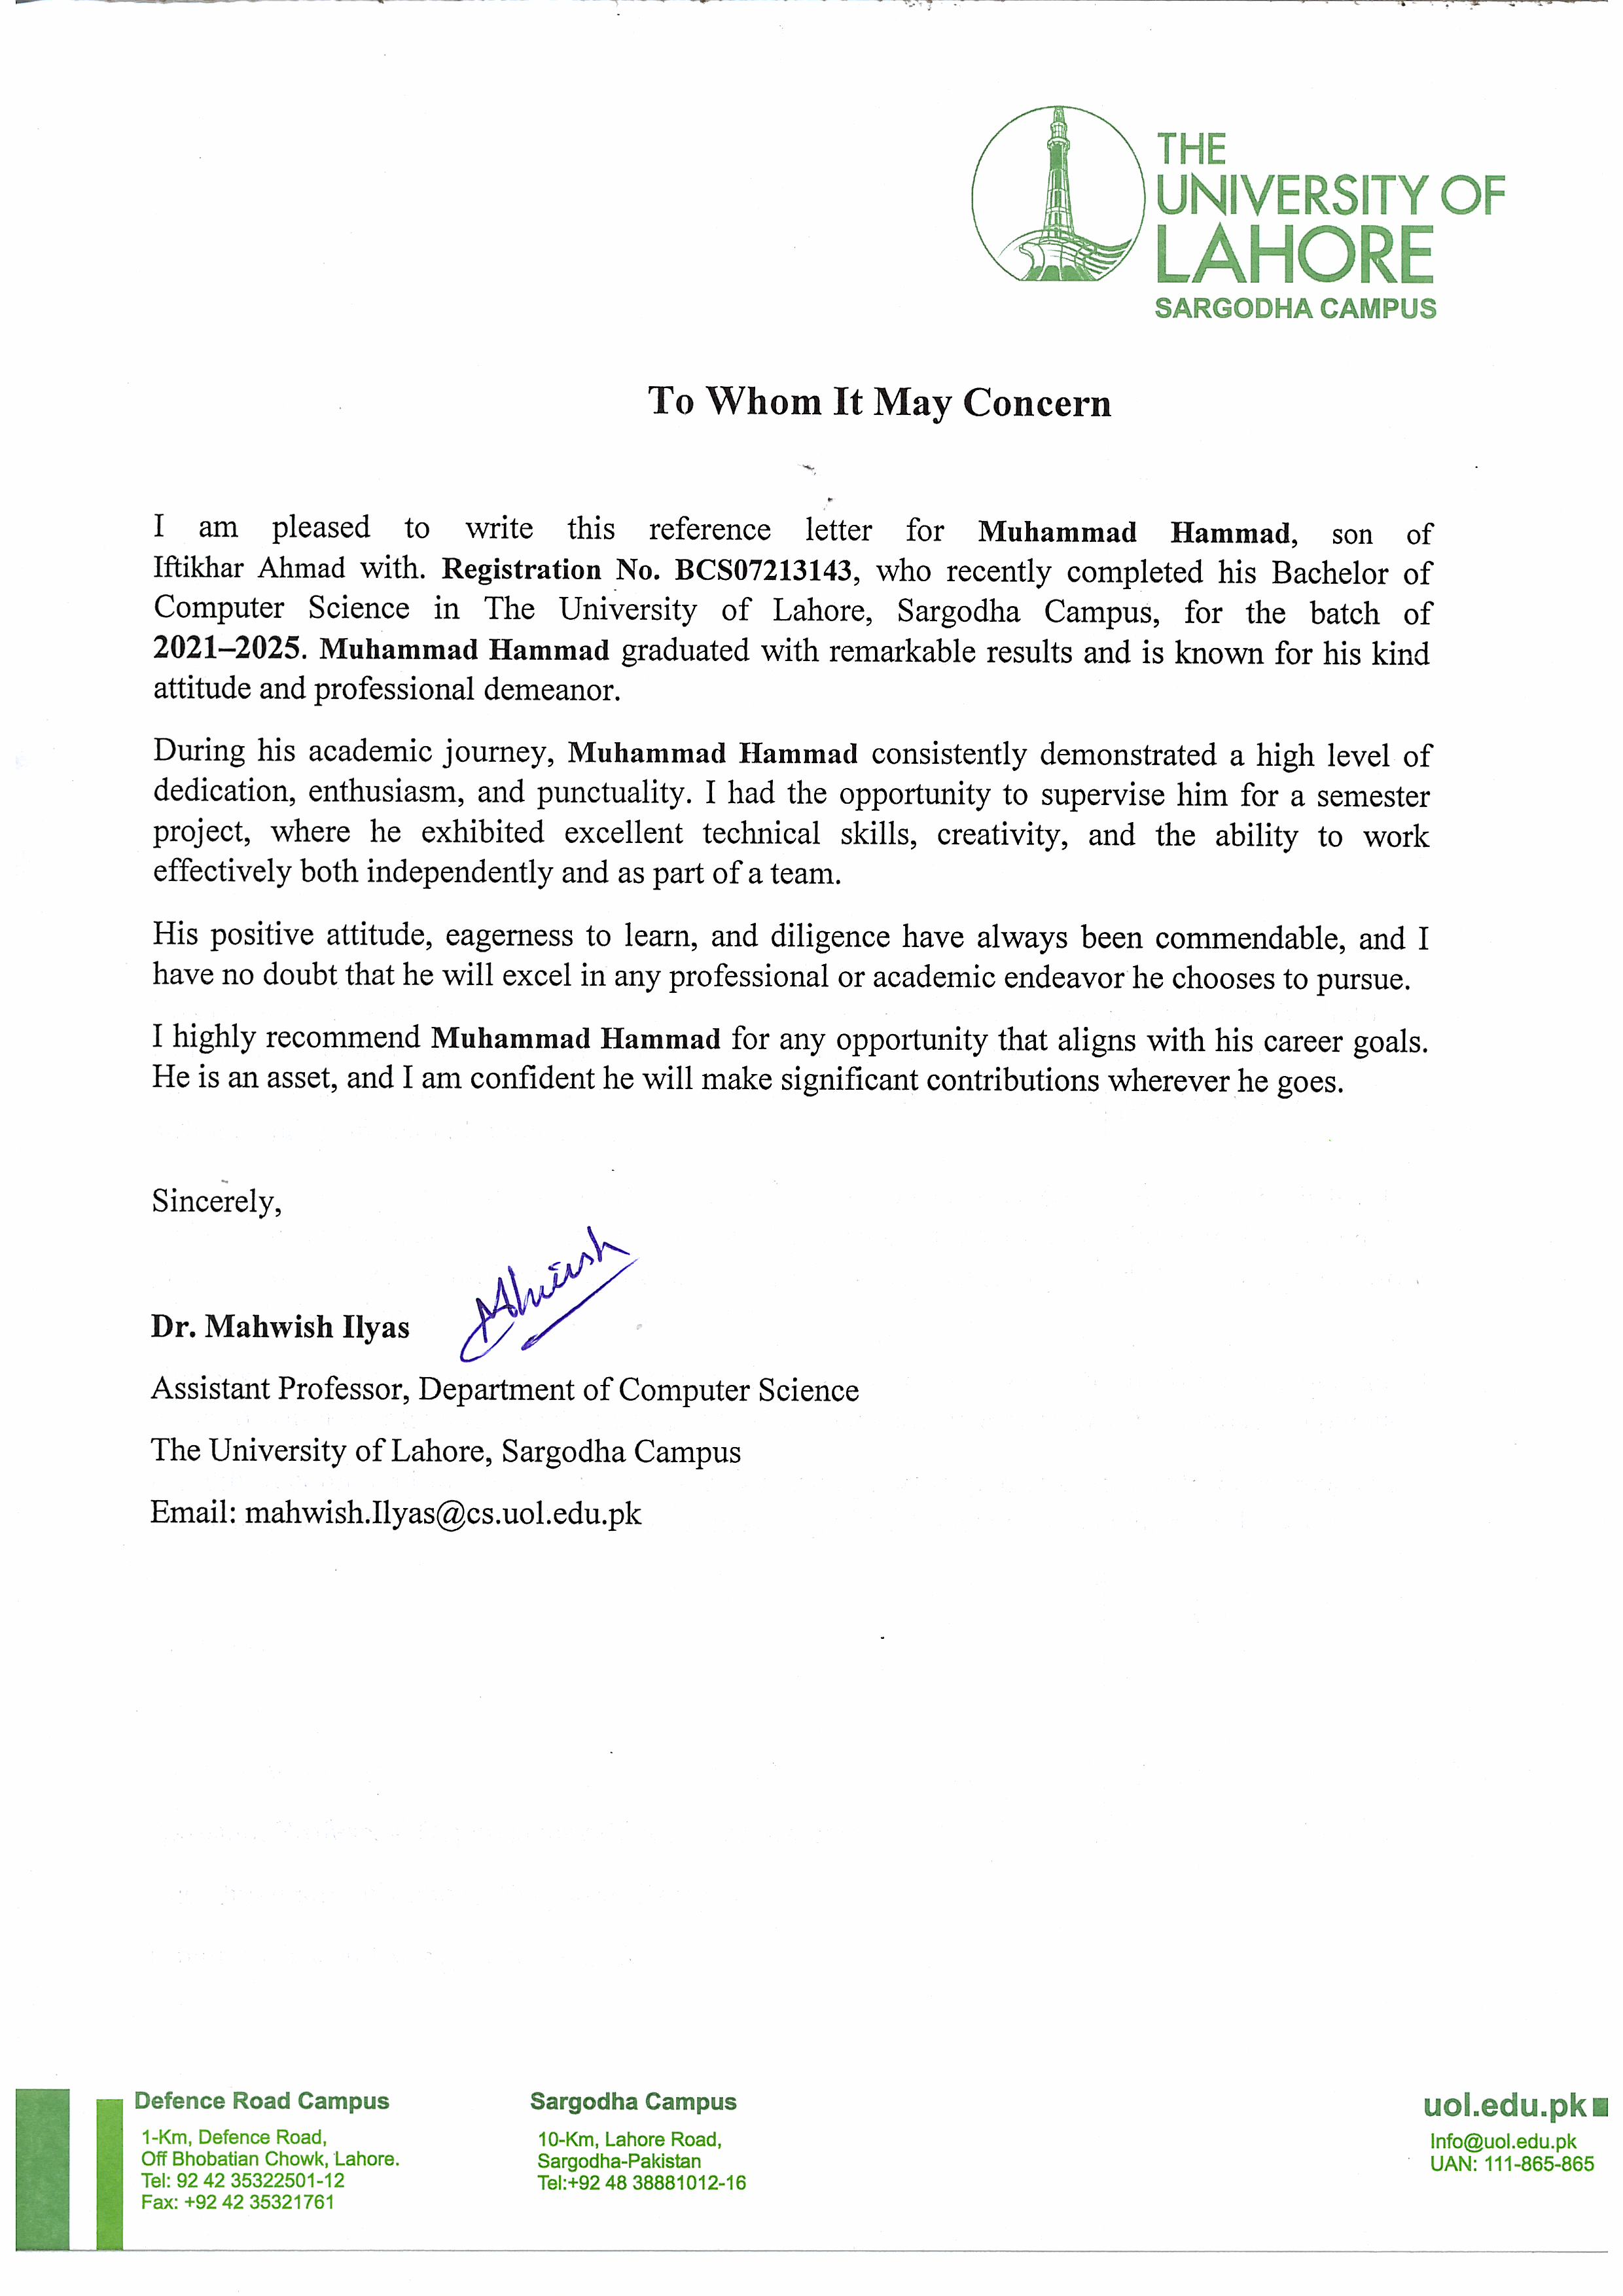 THE
UNIVERSITY OF
LAHORE
SARGODHA CAMPUS
To Whom It May Concern
I am pleased to write this reference letter for Muhammad Hammad, son of
Iftikhar Ahmad with. Registration No. BCS07213143, who recently completed his Bachelor of
Computer Science in The University of Lahore, Sargodha Campus, for the batch of
2021–2025. Muhammad Hammad graduated with remarkable results and is known for his kind
attitude and professional demeanor.
During his academic journey, Muhammad Hammad consistently demonstrated a high level of
dedication, enthusiasm, and punctuality. I had the opportunity to supervise him for a semester
project, where he exhibited excellent technical skills, creativity, and the ability to work
effectively both independently and as part of a team.
His positive attitude, eagerness to learn, and diligence have always been commendable, and I
have no doubt that he will excel in any professional or academic endeavor he chooses to pursue.
I highly recommend Muhammad Hammad for any opportunity that aligns with his career goals.
He is an asset, and I am confident he will make significant contributions wherever he goes.
Sincerely,
Dr. Mahwish Ilyas
Assistant Professor, Department of Computer Science
The University of Lahore, Sargodha Campus
Email: mahwish.Ilyas@cs.uol.edu.pk
Defence Road Campus
1-Km, Defence Road,
Off Bhobatian Chowk, Lahore.
Tel: 92 42 35322501-12
Fax: +92 42 35321761
Sargodha Campus
10-Km, Lahore Road,
Sargodha-Pakistan
Tel:+92 48 38881012-16
uol.edu.pk
Info@uol.edu.pk
UAN: 111-865-865